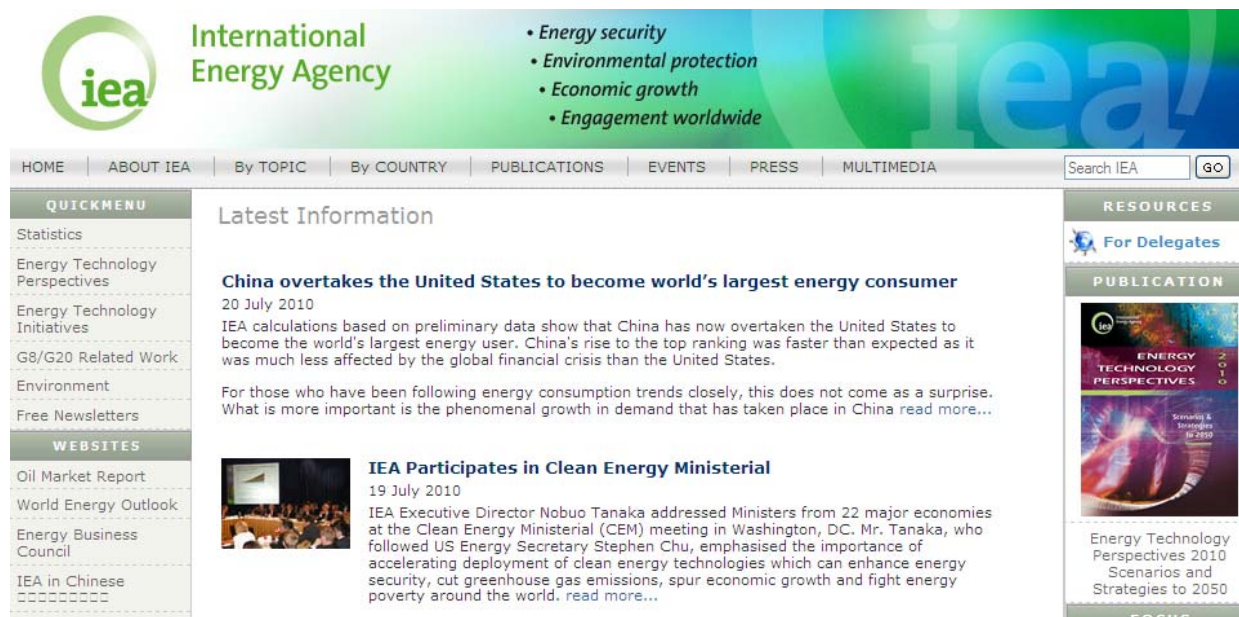 iea
International
Energy Agency
• Energy security
• Environmental protection
• Economic growth
• Engagement worldwide
iea
HOME
ABOUT IEA
By TOPIC
By COUNTRY
PUBLICATIONS
EVENTS
PRESS
MULTIMEDIA
Search IEA
GO
QUICKMENU
Statistics
Energy Technology
Perspectives
Energy Technology
Initiatives
G8/G20 Related Work
Environment
Free Newsletters
WEBSITES
Oil Market Report
World Energy Outlook
Energy Business
Council
IEA in Chinese
Latest Information
China overtakes the United States to become world's largest energy consumer
20 July 2010
IEA calculations based on preliminary data show that China has now overtaken the United States to
become the world's largest energy user. China's rise to the top ranking was faster than expected as it
was much less affected by the global financial crisis than the United States.
For those who have been following energy consumption trends closely, this does not come as a surprise.
What is more important is the phenomenal growth in demand that has taken place in China read more...
IEA Participates in Clean Energy Ministerial
19 July 2010
IEA Executive Director Nobuo Tanaka addressed Ministers from 22 major economies
at the Clean Energy Ministerial (CEM) meeting in Washington, DC. Mr. Tanaka, who
followed US Energy Secretary Stephen Chu, emphasised the importance of
accelerating deployment of clean energy technologies which can enhance energy
security, cut greenhouse gas emissions, spur economic growth and fight energy
poverty around the world. read more...
RESOURCES
For Delegates
PUBLICATION
iea
ENERGY
TECHNOLOGY
PERSPECTIVES
2010
Scenarios &
Strategies
to 2050
Energy Technology
Perspectives 2010
Scenarios and
Strategies to 2050